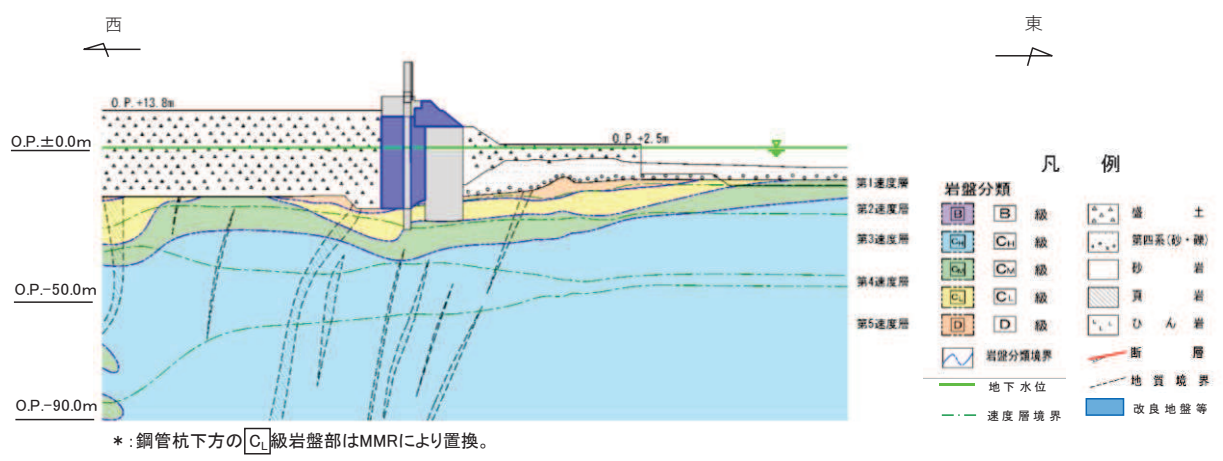 西
東
O.P.+13.8m
O.P.±0.0m
O.P.+2.5m
O.P.-50.0m
O.P.-90.0m
第1速度層
第2速度層
第3速度層
第4速度層
第5速度層
凡 例
岩盤分類
B B 級
CH CH 級
CM CM 級
CL CL 級
D D 級
岩盤分類境界
地下水位
速度層境界
盛 土
第四系(砂・礫)
砂 岩
頁 岩
ひ ん 岩
断 層
地質境界
改良地盤等
*:鋼管杭下方のCL級岩盤部はMMRにより置換。